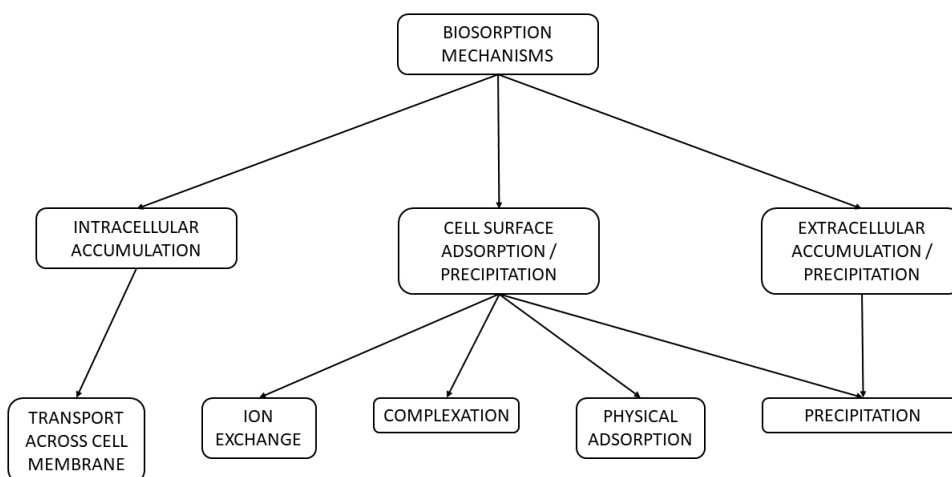 BIOSORPTION
MECHANISMS
INTRACELLULAR
ACCUMULATION
CELL SURFACE
ADSORPTION /
PRECIPITATION
EXTRACELLULAR
ACCUMULATION /
PRECIPITATION
TRANSPORT
ACROSS CELL
MEMBRANE
ION
EXCHANGE
COMPLEXATION
PHYSICAL
ADSORPTION
PRECIPITATION